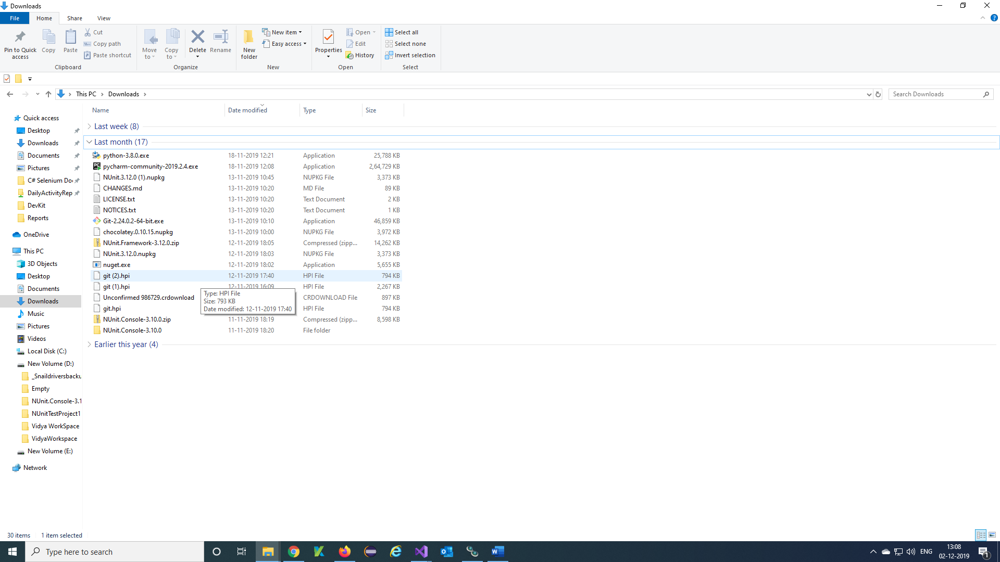 Downloads
File Home Share View
Pin to Quick access
Copy
Paste
Cut
Copy path
Paste shortcut
Clipboard
Move to
Copy to
Delete
Rename
Organize
New folder
New item
Easy access
New
Properties
Open
Edit
History
Open
Select all
Select none
Invert selection
Select
This PC Downloads
Search Downloads
Quick access
Desktop
Downloads
Documents
Pictures
C# Selenium Do
DailyActivityRep
DevKit
Reports
OneDrive
This PC
3D Objects
Desktop
Documents
Downloads
Music
Pictures
Videos
Local Disk (C:)
New Volume (D:)
_Snaildriversbacku
Empty
NUnit.Console-3.1
NUnitTestProject1
Vidya WorkSpace
VidyaWorkspace
New Volume (E:)
Network
Name Date modified Type Size
Last week (8)
Last month (17)
python-3.8.0.exe 18-11-2019 12:21 Application 25,788 KB
pycharm-community-2019.2.4.exe 18-11-2019 12:08 Application 2,64,729 KB
NUnit.3.12.0 (1).nupkg 13-11-2019 10:45 NUPKG File 3,373 KB
CHANGES.md 13-11-2019 10:20 MD File 89 KB
LICENSE.txt 13-11-2019 10:20 Text Document 2 KB
NOTICES.txt 13-11-2019 10:20 Text Document 1 KB
Git-2.24.0.2-64-bit.exe 13-11-2019 10:10 Application 46,859 KB
chocolatey.0.10.15.nupkg 13-11-2019 10:00 NUPKG File 3,972 KB
NUnit.Framework-3.12.0.zip 12-11-2019 18:05 Compressed (zipp... 14,262 KB
NUnit.3.12.0.nupkg 12-11-2019 18:03 NUPKG File 3,373 KB
nuget.exe 12-11-2019 18:02 Application 5,655 KB
git (2).hpi 12-11-2019 17:40 HPI File 794 KB
git (1).hpi 12-11-2019 16:09 HPI File 2,267 KB
Unconfirmed 986729.crdownload CRDOWNLOAD File 897 KB
git.hpi HPI File 794 KB
NUnit.Console-3.10.0.zip 11-11-2019 18:19 Compressed (zipp... 8,598 KB
NUnit.Console-3.10.0 11-11-2019 18:20 File folder
Type: HPI File
Size: 793 KB
Date modified: 12-11-2019 17:40
Earlier this year (4)
30 items 1 item selected
Type here to search
ENG
13:08
02-12-2019
1